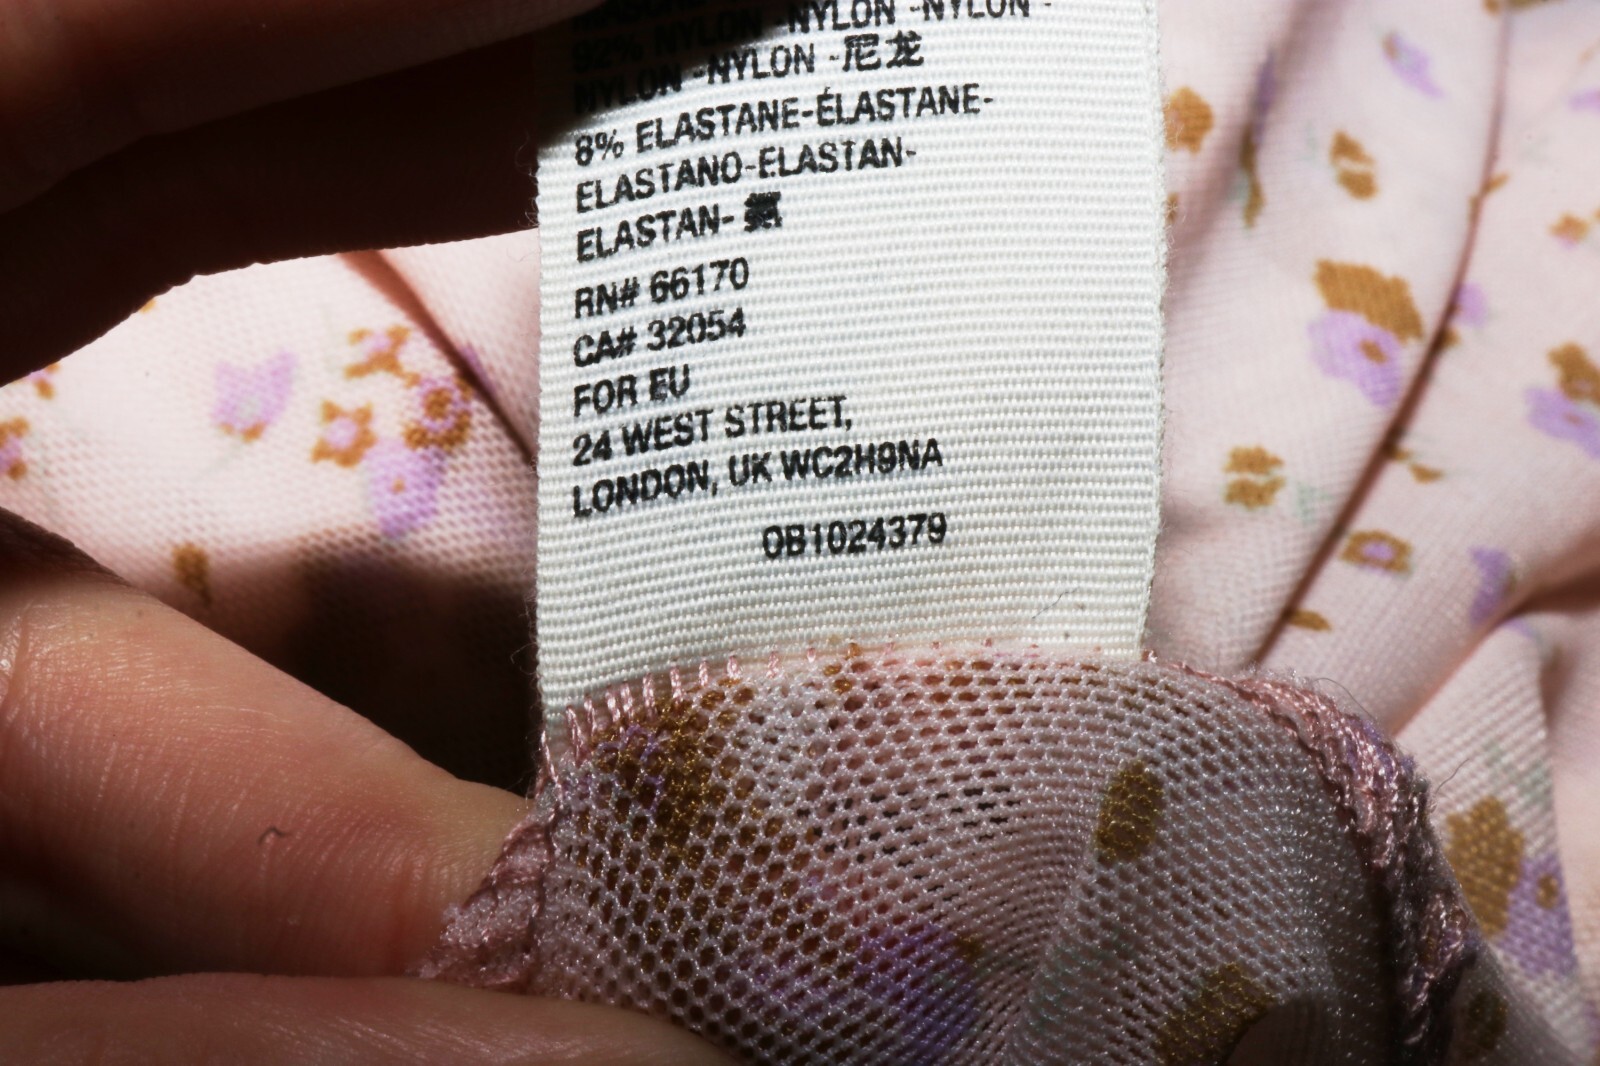 -NYLON -NYLON -
92% NYLON
NYLON -NYLON -尼龙
8% ELASTANE-ÉLASTANE-
ELASTANO-ELASTAN-
ELASTAN-
RN# 66170
CA# 32054
FOR EU
24 WEST STREET,
LONDON, UK WC2H9NA
OB1024379